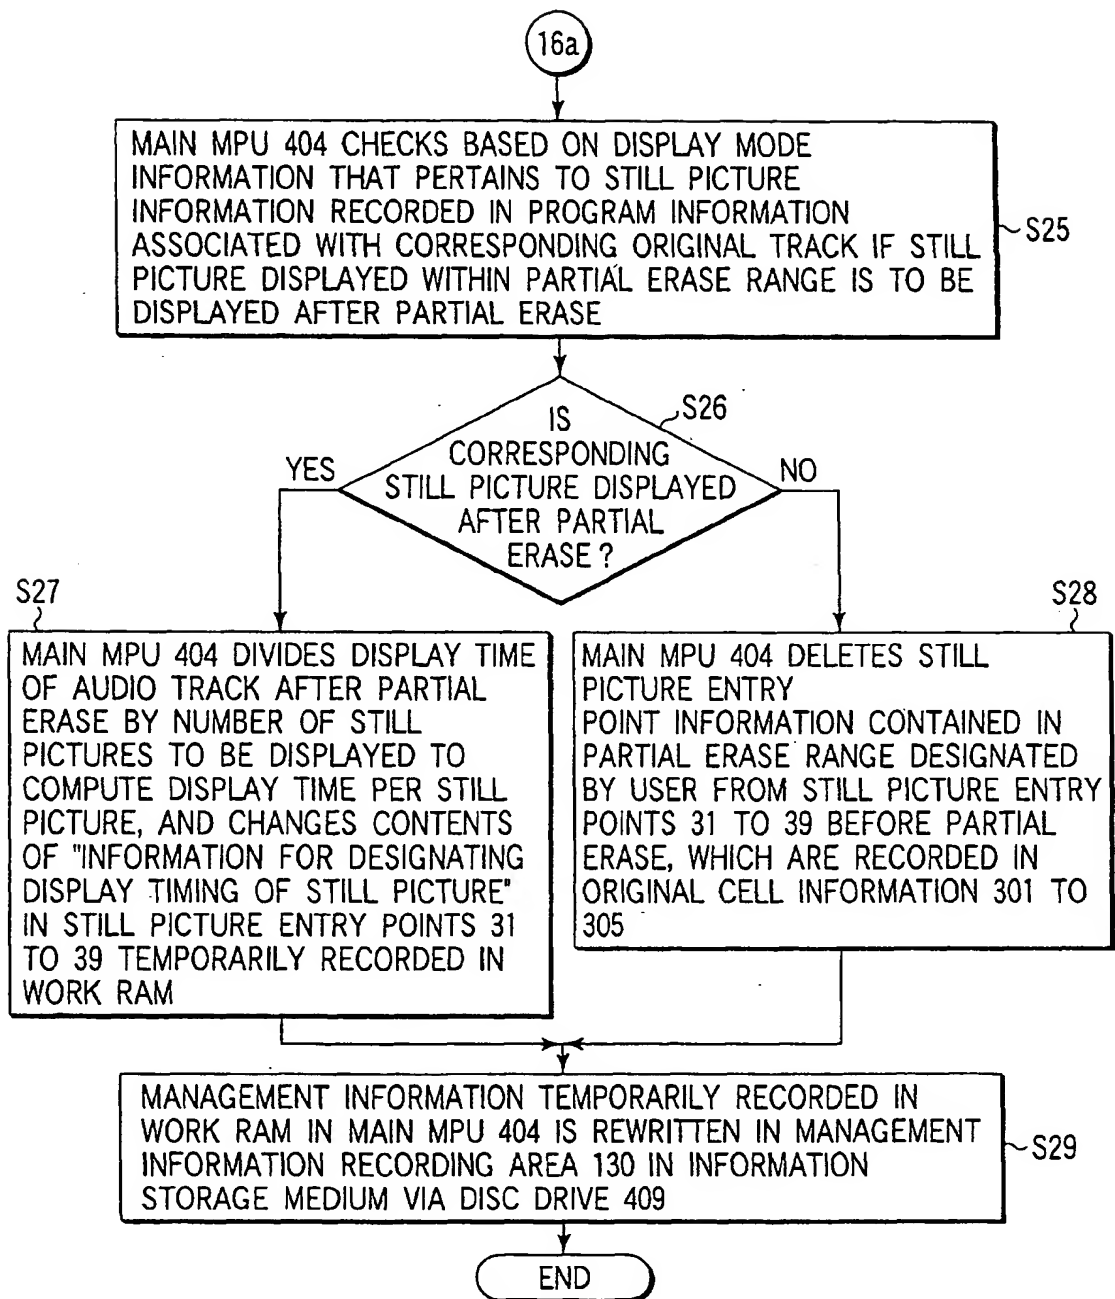 16a
MAIN MPU 404 CHECKS BASED ON DISPLAY MODE
INFORMATION THAT PERTAINS TO STILL PICTURE
INFORMATION RECORDED IN PROGRAM INFORMATION
ASSOCIATED WITH CORRESPONDING ORIGINAL TRACK IF STILL
PICTURE DISPLAYED WITHIN PARTIAL ERASE RANGE IS TO BE
DISPLAYED AFTER PARTIAL ERASE
S25
S26
IS
CORRESPONDING
STILL PICTURE DISPLAYED
AFTER PARTIAL
ERASE?
YES
NO
S27
MAIN MPU 404 DIVIDES DISPLAY TIME
OF AUDIO TRACK AFTER PARTIAL
ERASE BY NUMBER OF STILL
PICTURES TO BE DISPLAYED TO
COMPUTE DISPLAY TIME PER STILL
PICTURE, AND CHANGES CONTENTS
OF "INFORMATION FOR DESIGNATING
DISPLAY TIMING OF STILL PICTURE"
IN STILL PICTURE ENTRY POINTS 31
TO 39 TEMPORARILY RECORDED IN
WORK RAM
S28
MAIN MPU 404 DELETES STILL
PICTURE ENTRY
POINT INFORMATION CONTAINED IN
PARTIAL ERASE RANGE DESIGNATED
BY USER FROM STILL PICTURE ENTRY
POINTS 31 TO 39 BEFORE PARTIAL
ERASE, WHICH ARE RECORDED IN
ORIGINAL CELL INFORMATION 301 TO
305
MANAGEMENT INFORMATION TEMPORARILY RECORDED IN
WORK RAM IN MAIN MPU 404 IS REWRITTEN IN MANAGEMENT
INFORMATION RECORDING AREA 130 IN INFORMATION
STORAGE MEDIUM VIA DISC DRIVE 409
S29
END